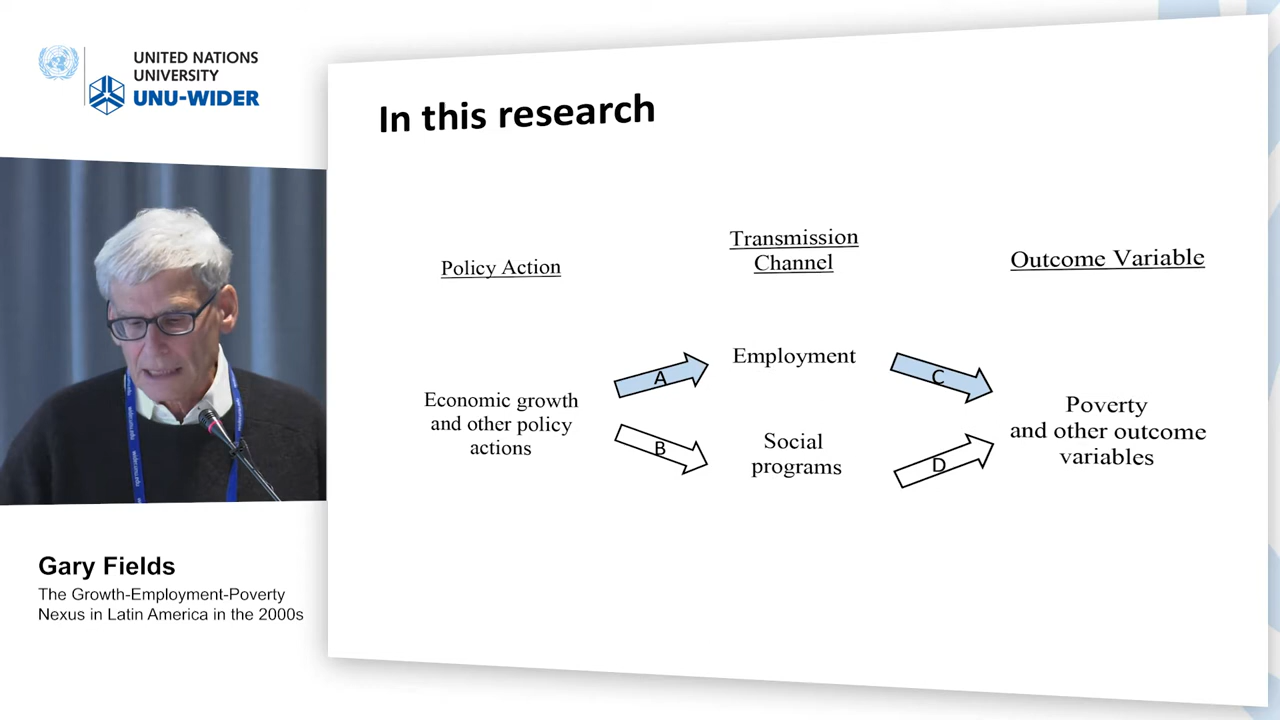 UNITED NATIONS
UNIVERSITY
UNU-WIDER
Gary Fields
The Growth-Employment-Poverty
Nexus in Latin America in the 2000s
In this research
Policy Action
Transmission
Channel
Outcome Variable
Economic growth
and other policy
actions
A
B
Employment
Social
programs
C
D
Poverty
and other outcome
variables